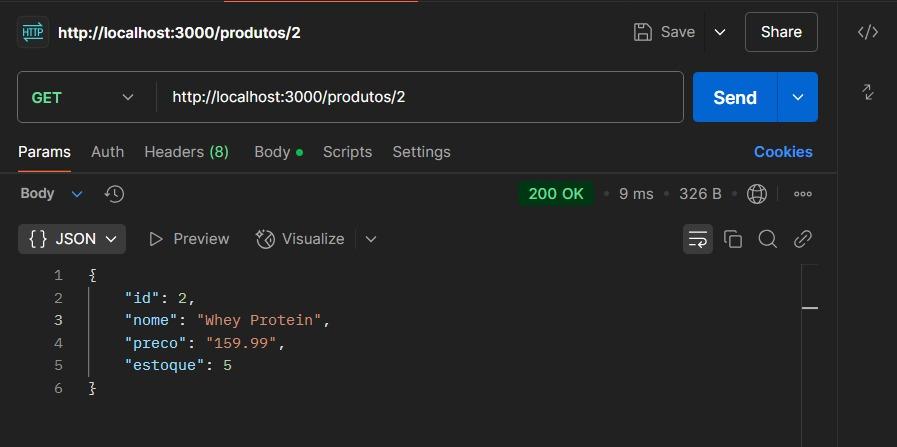 HTTP http://localhost:3000/produtos/2 Save Share
GET http://localhost:3000/produtos/2 Send
Params Auth Headers (8) Body Scripts Settings Cookies
Body 200 OK 9 ms 326 B
{} JSON Preview Visualize
1 {
2 "id": 2,
3 "nome": "Whey Protein",
4 "preco": "159.99",
5 "estoque": 5
6 }